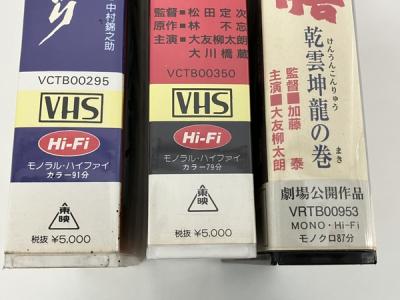 り
中村錦之助
VCTB00295
VHS
Hi-Fi
モノラル・ハイファイ
カラー91分
東映
税抜 ¥5,000
監督■松田定次
原作■林不忘
主演■大友柳太朗
大川橋蔵
VCTB00350
VHS
Hi-Fi
モノラル・ハイファイ
カラー79分
東映
税抜 ¥5,000
乾雲坤龍の巻
けんうんこんりゅう
まき
監督■加藤泰
主演■大友柳太朗
劇場公開作品
VRTB00953
MONO・Hi-Fi
モノクロ87分